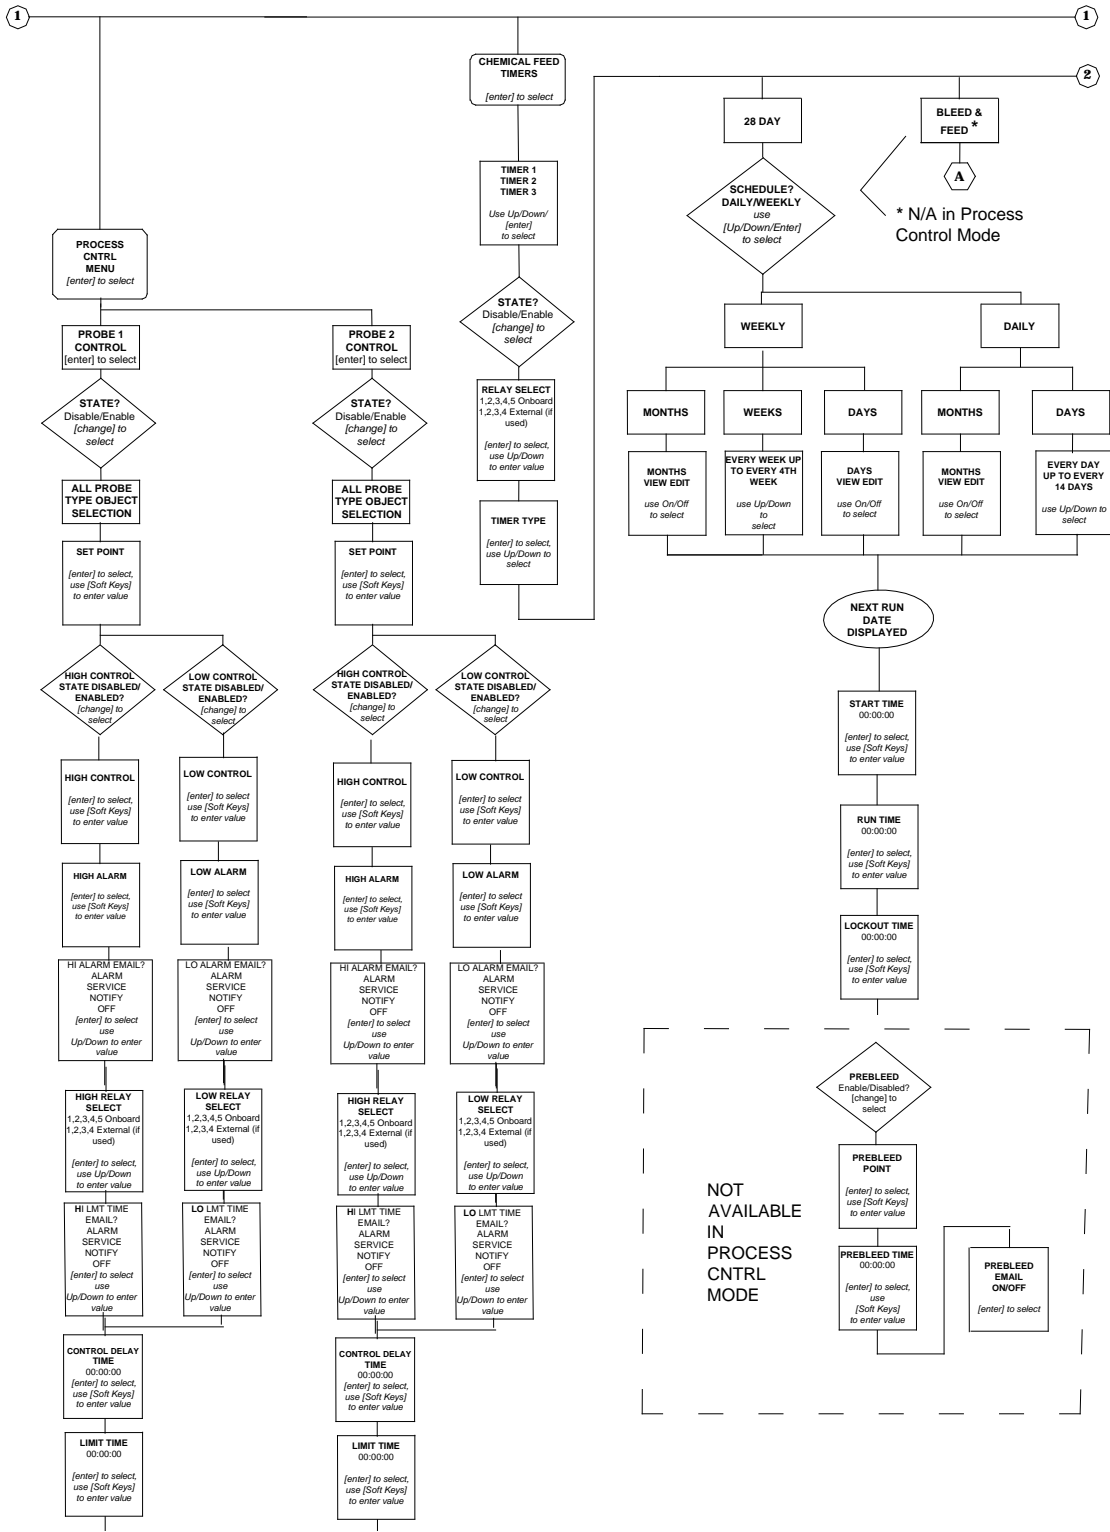 1
1
CHEMICAL FEED
TIMERS
[enter] to select
2
28 DAY
BLEED &
FEED *
A
* N/A in Process
Control Mode
TIMER 1
TIMER 2
TIMER 3
Use Up/Down/
[enter]
to select
SCHEDULE?
DAILY/WEEKLY
use
[Up/Down/Enter]
to select
PROCESS
CNTRL
MENU
[enter] to select
STATE?
Disable/Enable
[change] to
select
WEEKLY
DAILY
PROBE 1
CONTROL
[enter] to select
PROBE 2
CONTROL
[enter] to select
STATE?
Disable/Enable
[change] to
select
STATE?
Disable/Enable
[change] to
select
RELAY SELECT
1,2,3,4,5 Onboard
1,2,3,4 External (if
used)
[enter] to select,
use Up/Down
to enter value
MONTHS
WEEKS
DAYS
MONTHS
DAYS
MONTHS
VIEW EDIT
use On/Off
to select
EVERY WEEK UP
TO EVERY 4TH
WEEK
use Up/Down
to
select
DAYS
VIEW EDIT
use On/Off
to select
MONTHS
VIEW EDIT
use On/Off
to select
EVERY DAY
UP TO EVERY
14 DAYS
use Up/Down to
select
ALL PROBE
TYPE OBJECT
SELECTION
ALL PROBE
TYPE OBJECT
SELECTION
TIMER TYPE
[enter] to select,
use Up/Down to
select
SET POINT
[enter] to select,
use [Soft Keys]
to enter value
SET POINT
[enter] to select,
use [Soft Keys]
to enter value
NEXT RUN
DATE
DISPLAYED
HIGH CONTROL
STATE DISABLED/
ENABLED?
[change] to
select
LOW CONTROL
STATE DISABLED/
ENABLED?
[change] to
select
HIGH CONTROL
STATE DISABLED/
ENABLED?
[change] to
select
LOW CONTROL
STATE DISABLED/
ENABLED?
[change] to
select
START TIME
00:00:00
[enter] to select,
use [Soft Keys]
to enter value
HIGH CONTROL
[enter] to select,
use [Soft Keys]
to enter value
LOW CONTROL
[enter] to select
use [Soft Keys]
to enter value
HIGH CONTROL
[enter] to select,
use [Soft Keys]
to enter value
LOW CONTROL
[enter] to select
use [Soft Keys]
to enter value
RUN TIME
00:00:00
[enter] to select,
use [Soft Keys]
to enter value
HIGH ALARM
[enter] to select,
use [Soft Keys]
to enter value
LOW ALARM
[enter] to select
use [Soft Keys]
to enter value
HIGH ALARM
[enter] to select,
use [Soft Keys]
to enter value
LOW ALARM
[enter] to select
use [Soft Keys]
to enter value
LOCKOUT TIME
00:00:00
[enter] to select,
use [Soft Keys]
to enter value
HI ALARM EMAIL?
ALARM
SERVICE
NOTIFY
OFF
[enter] to select
use
Up/Down to enter
value
LO ALARM EMAIL?
ALARM
SERVICE
NOTIFY
OFF
[enter] to select
use
Up/Down to enter
value
HI ALARM EMAIL?
ALARM
SERVICE
NOTIFY
OFF
[enter] to select
use
Up/Down to enter
value
LO ALARM EMAIL?
ALARM
SERVICE
NOTIFY
OFF
[enter] to select
use
Up/Down to enter
value
PREBLEED
Enable/Disabled?
[change] to
select
HIGH RELAY
SELECT
1,2,3,4,5 Onboard
1,2,3,4 External (if
used)
[enter] to select,
use Up/Down
to enter value
LOW RELAY
SELECT
1,2,3,4,5 Onboard
1,2,3,4 External (if
used)
[enter] to select,
use Up/Down
to enter value
HIGH RELAY
SELECT
1,2,3,4,5 Onboard
1,2,3,4 External (if
used)
[enter] to select,
use Up/Down
to enter value
LOW RELAY
SELECT
1,2,3,4,5 Onboard
1,2,3,4 External (if
used)
[enter] to select,
use Up/Down
to enter value
PREBLEED
POINT
[enter] to select,
use [Soft Keys]
to enter value
NOT
AVAILABLE
IN
PROCESS
CNTRL
MODE
HI LMT TIME
EMAIL?
ALARM
SERVICE
NOTIFY
OFF
[enter] to select
use
Up/Down to enter
value
LO LMT TIME
EMAIL?
ALARM
SERVICE
NOTIFY
OFF
[enter] to select
use
Up/Down to enter
value
HI LMT TIME
EMAIL?
ALARM
SERVICE
NOTIFY
OFF
[enter] to select
use
Up/Down to enter
value
LO LMT TIME
EMAIL?
ALARM
SERVICE
NOTIFY
OFF
[enter] to select
use
Up/Down to enter
value
PREBLEED TIME
00:00:00
[enter] to select,
use
[Soft Keys]
to enter value
PREBLEED
EMAIL
ON/OFF
[enter] to select
CONTROL DELAY
TIME
00:00:00
[enter] to select,
use [Soft Keys]
to enter value
CONTROL DELAY
TIME
00:00:00
[enter] to select,
use [Soft Keys]
to enter value
LIMIT TIME
00:00:00
[enter] to select,
use [Soft Keys]
to enter value
LIMIT TIME
00:00:00
[enter] to select,
use [Soft Keys]
to enter value